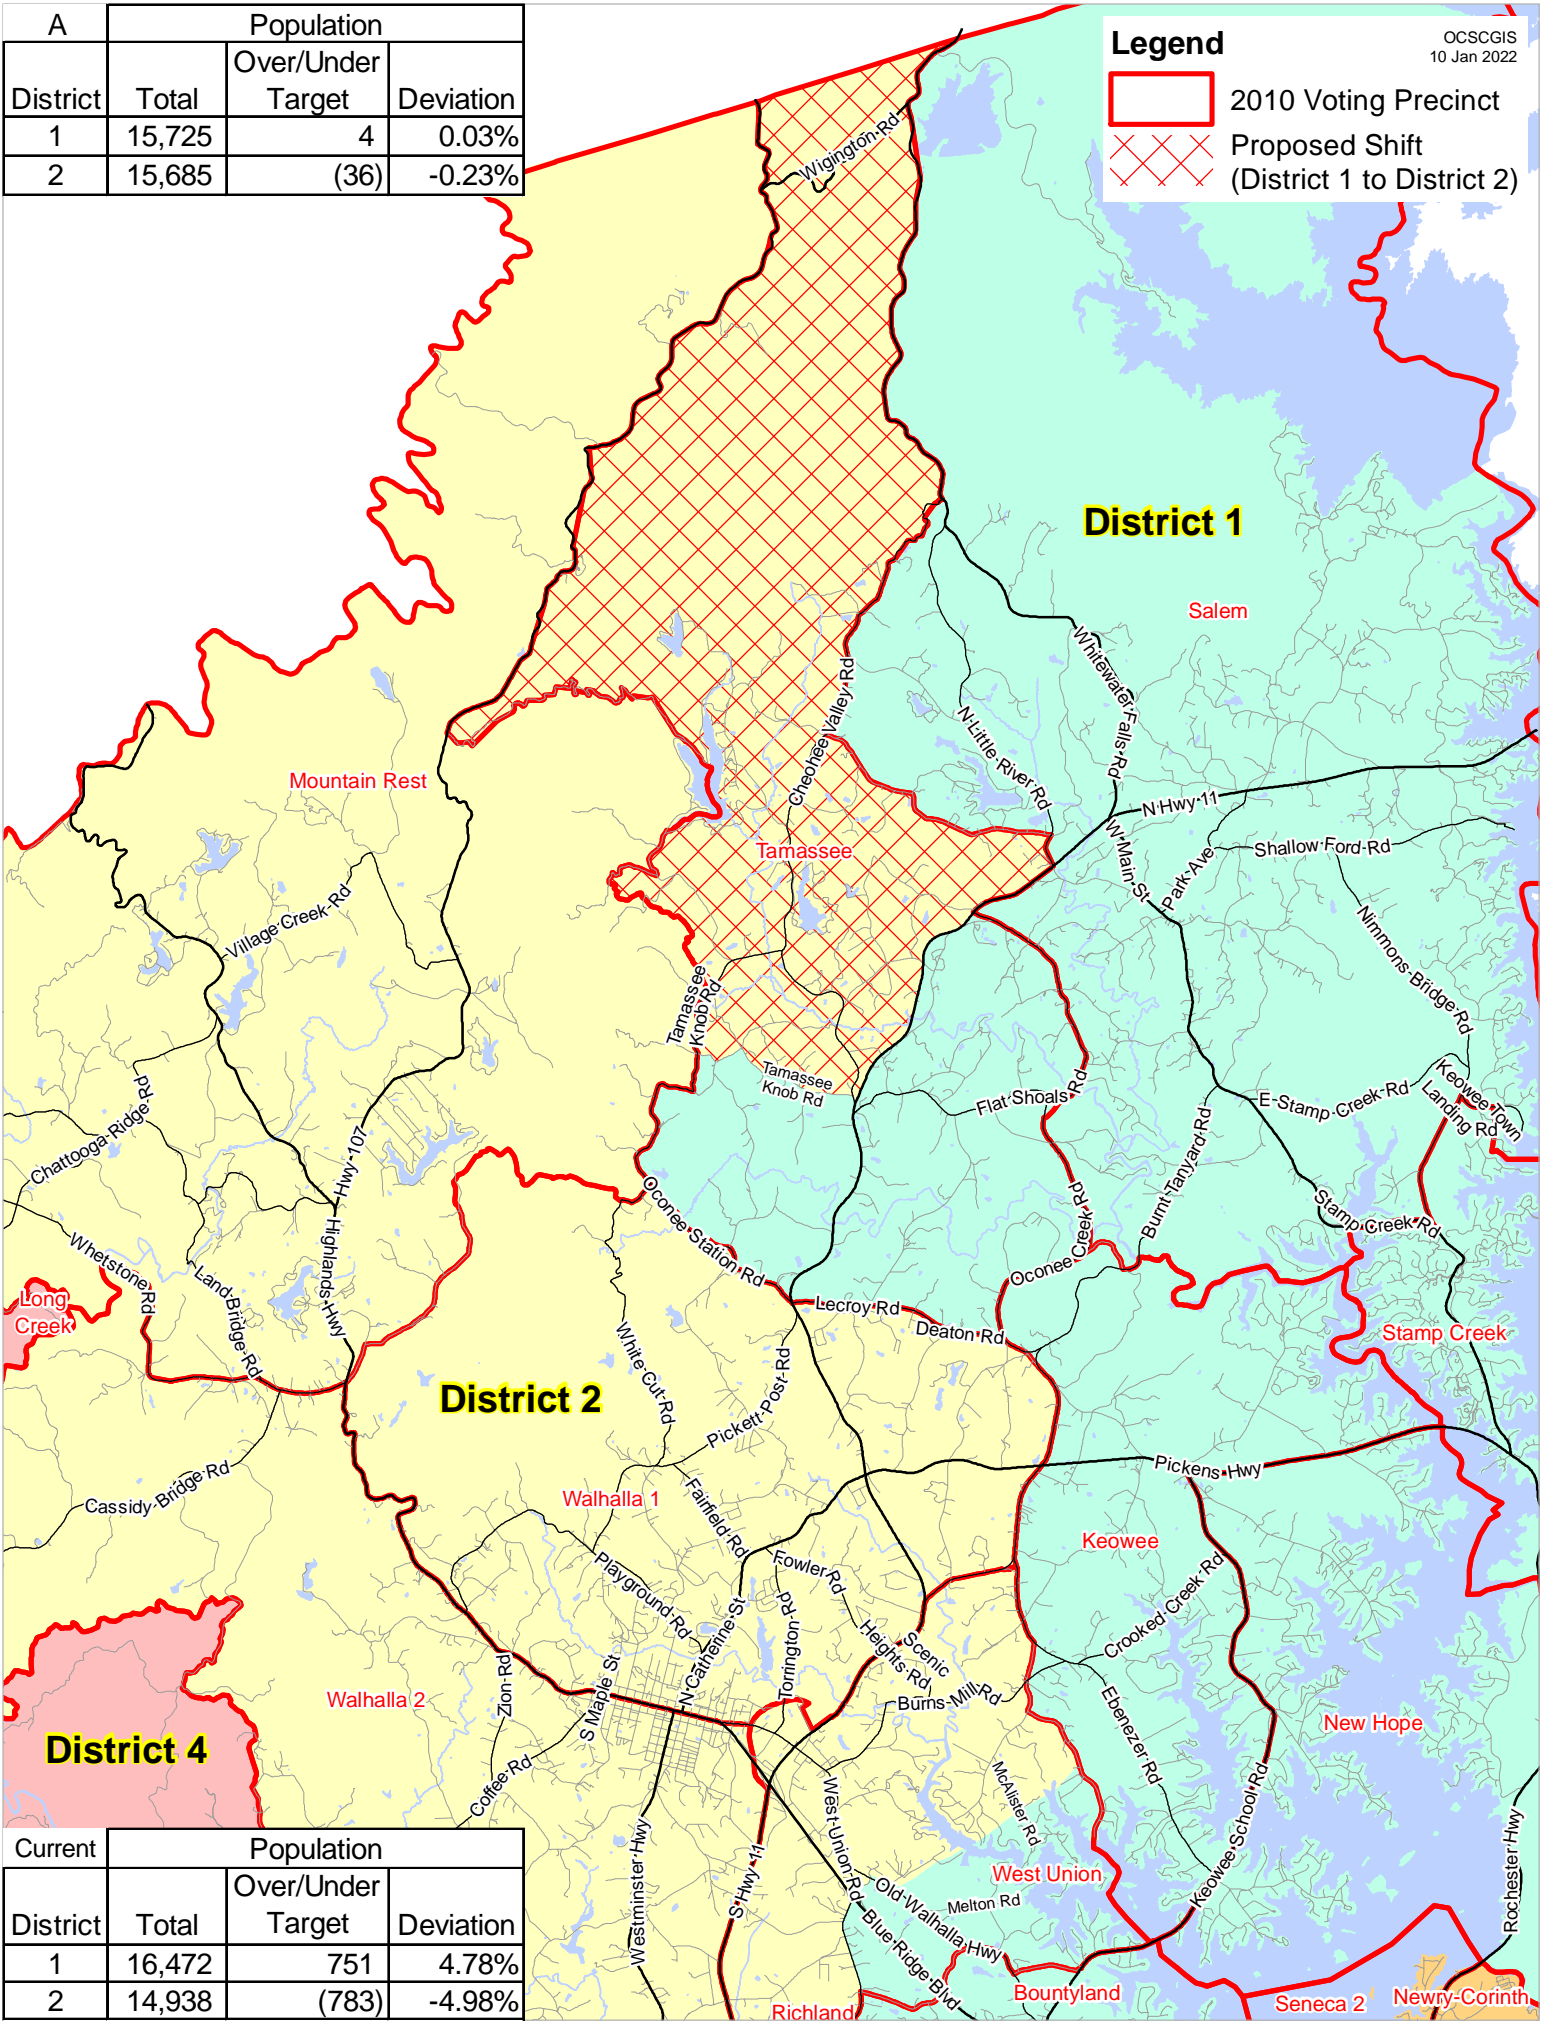 A Population
District Total Over/Under Target Deviation
1 15,725 4 0.03%
2 15,685 (36) -0.23%
Legend
OCSCGIS
10 Jan 2022
2010 Voting Precinct
Proposed Shift
(District 1 to District 2)
Wigington Rd
District 1
Salem
Whitewater Falls Rd
N Little River Rd
Cheohee Valley Rd
Mountain Rest
N Hwy 11
W Main St
Park Ave
Shallow Ford Rd
Tamassee
Village Creek Rd
Nimmons Bridge Rd
Tamassee
Knob Rd
Tamassee
Knob Rd
Flat Shoals Rd
E Stamp Creek Rd
Keowee Town
Landing Rd
Chattooga Ridge Rd
Hwy 107
Highlands Hwy
Burnt Tanyard Rd
Stamp Creek Rd
Oconee Station Rd
Oconee Creek Rd
Whetstone Rd
Land Bridge Rd
Long
Creek
Lecroy Rd
Deaton Rd
Stamp Creek
White Cut Rd
Pickett Post Rd
District 2
Pickens Hwy
Cassidy Bridge Rd
Walhalla 1
Fairfield Rd
Keowee
Fowler Rd
Playground Rd
Crooked Creek Rd
N Catherine St
Torrington Rd
Scenic
Heights Rd
Zion Rd
S Maple St
Burns Mill Rd
Walhalla 2
Ebenezer Rd
New Hope
District 4
Coffee Rd
McAlister Rd
West Union Rd
Keowee School Rd
Rochester Hwy
Westminster Hwy
S Hwy 11
West Union
Old Walhalla Hwy
Melton Rd
Blue Ridge Blvd
Bountyland
Richland
Seneca 2
Newry-Corinth
Current Population
District Total Over/Under Target Deviation
1 16,472 751 4.78%
2 14,938 (783) -4.98%